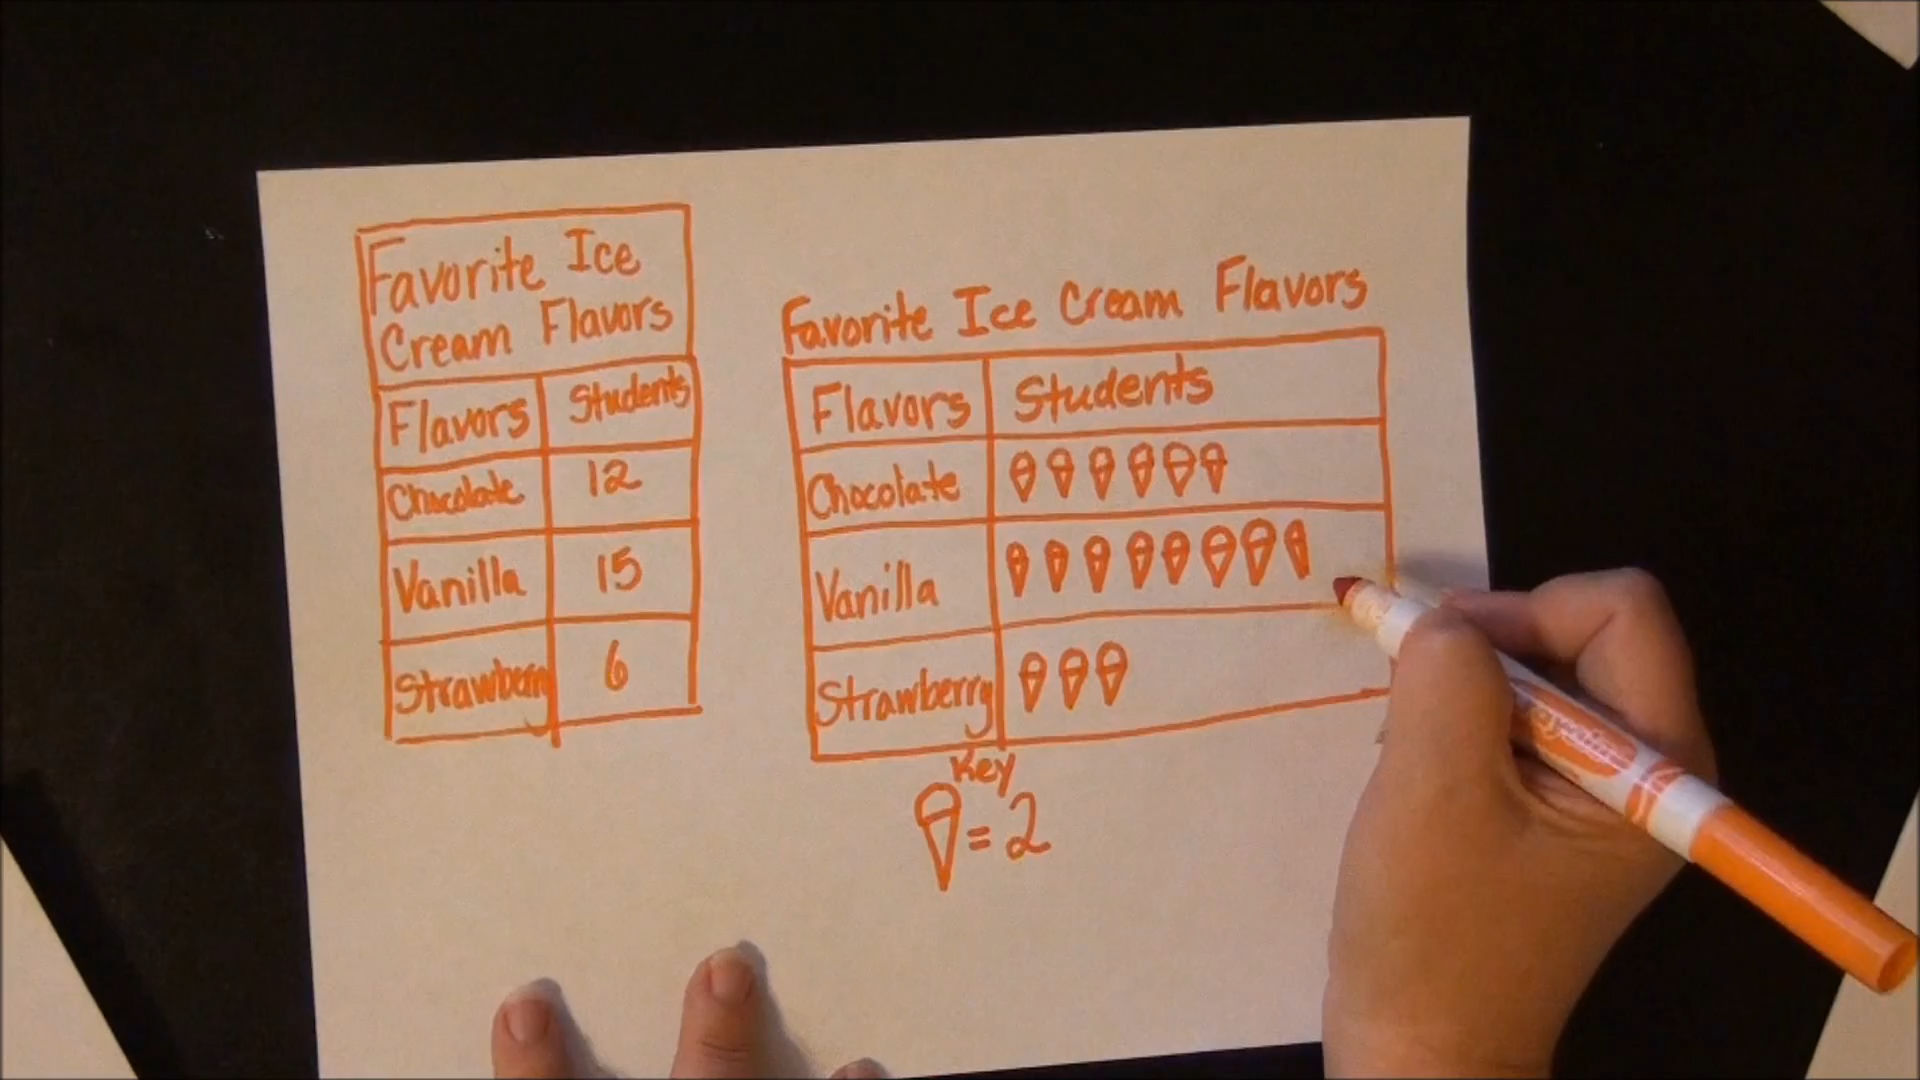 Favorite Ice
Cream Flavors
Flavors Students
Chocolate 12
Vanilla 15
Strawberry 6
Favorite Ice Cream Flavors
Flavors Students
Chocolate
Vanilla
Strawberry
Key
= 2